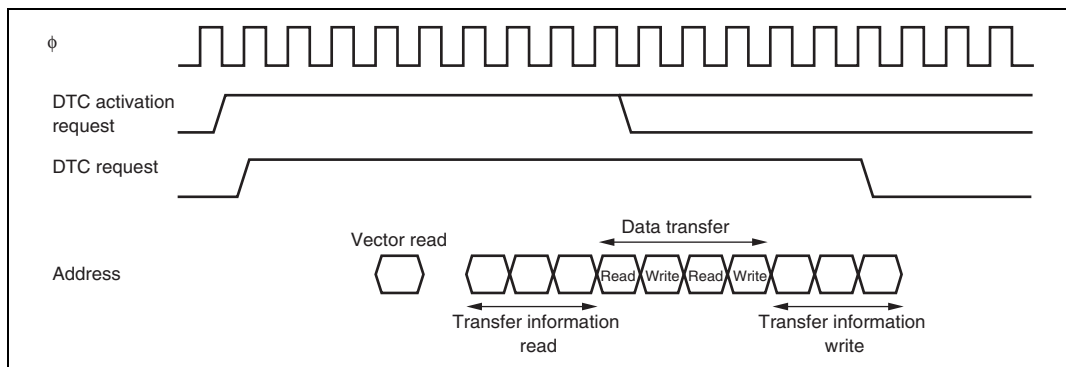 ϕ
DTC activation
request
DTC request
Data transfer
Vector read
Address
Read Write Read Write
Transfer information
read
Transfer information
write